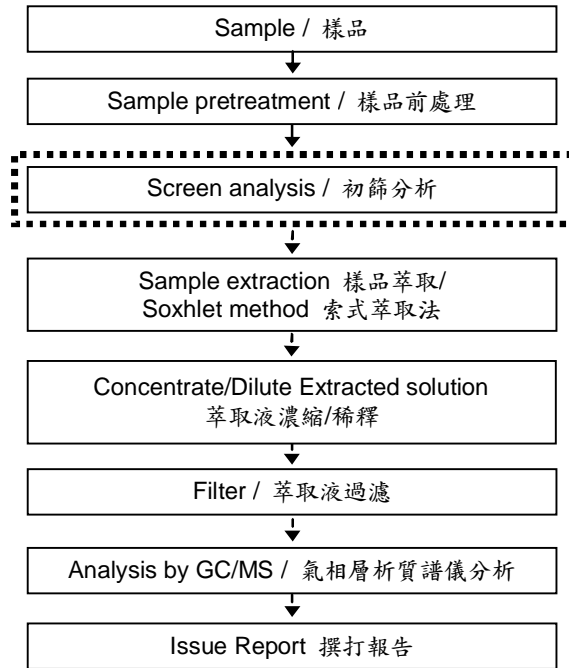 Sample / 樣品
Sample pretreatment / 樣品前處理
Screen analysis / 初篩分析
Sample extraction 樣品萃取/
Soxhlet method 索式萃取法
Concentrate/Dilute Extracted solution
萃取液濃縮/稀釋
Filter / 萃取液過濾
Analysis by GC/MS / 氣相層析質譜儀分析
Issue Report 撰打報告